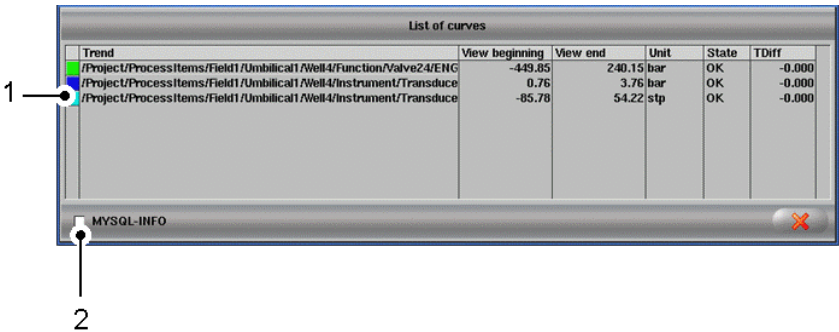 List of curves
Trend View beginning View end Unit State TDiff
/Project/ProcessItems/Field1/Umbilical1/Well4/Function/Valve24/ENG -449.85 240.15 bar OK -0.000
/Project/ProcessItems/Field1/Umbilical1/Well4/Instrument/Transduce 0.76 3.76 bar OK -0.000
1 /Project/ProcessItems/Field1/Umbilical1/Well4/Instrument/Transduce -85.78 54.22 stp OK -0.000
MYSQL-INFO
2